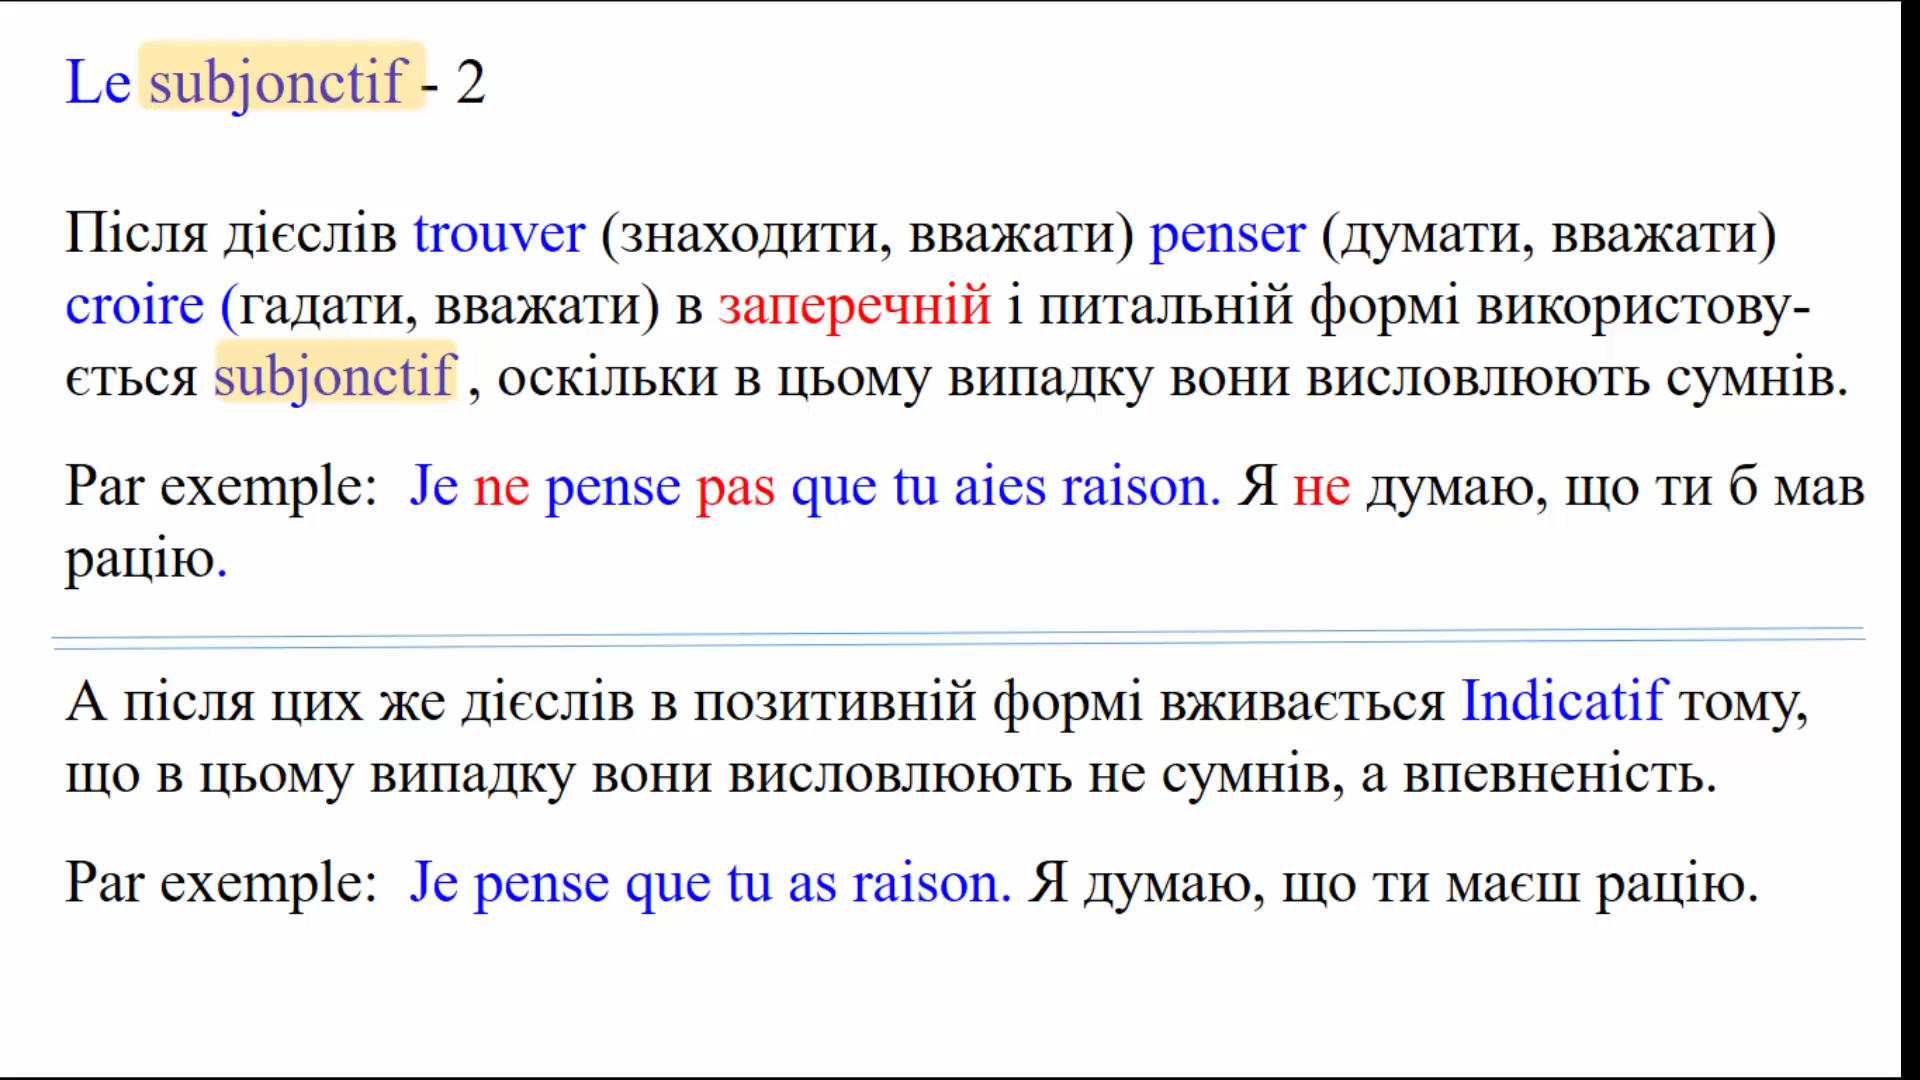 Le subjonctif - 2
Після дієслів trouver (знаходити, вважати) penser (думати, вважати)
croire (гадати, вважати) в заперечній і питальній формі використову-
ється subjonctif , оскільки в цьому випадку вони висловлюють сумнів.
Par exemple: Je ne pense pas que tu aies raison. Я не думаю, що ти б мав
рацію.
А після цих же дієслів в позитивній формі вживається Indicatif тому,
що в цьому випадку вони висловлюють не сумнів, а впевненість.
Par exemple: Je pense que tu as raison. Я думаю, що ти маєш рацію.